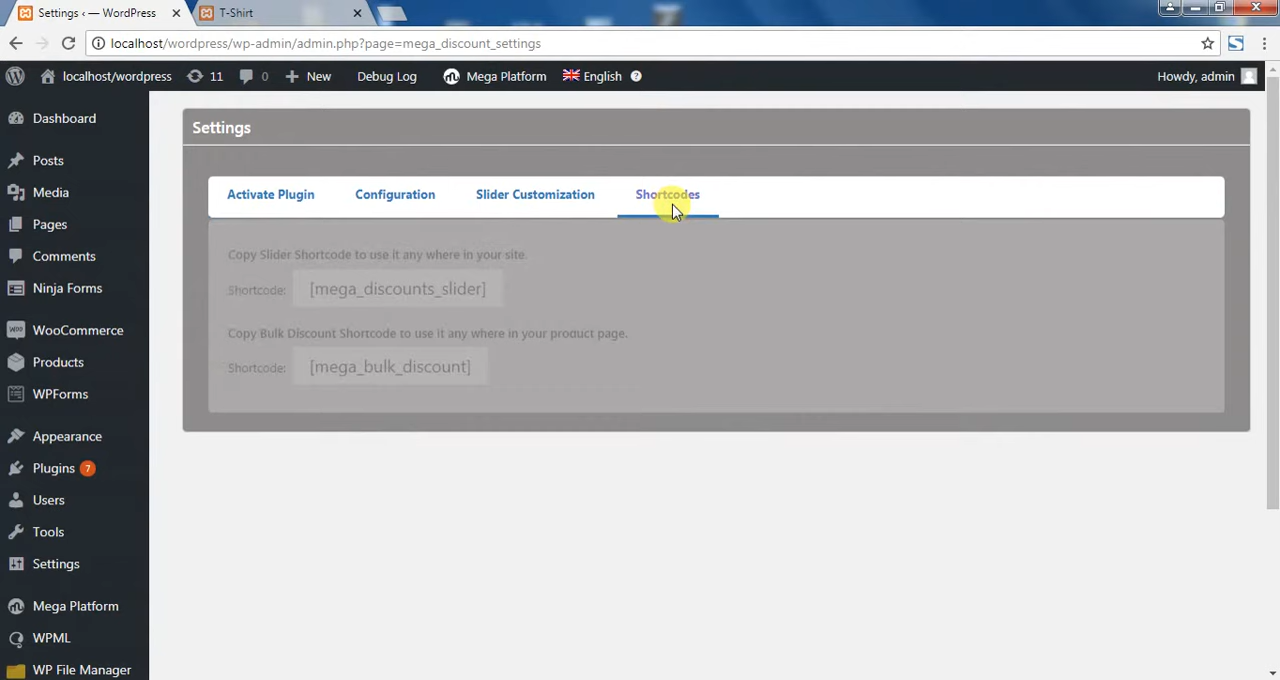 Settings ‹ — WordPress
T-Shirt
localhost/wordpress/wp-admin/admin.php?page=mega_discount_settings
localhost/wordpress 11 0 New Debug Log Mega Platform English Howdy, admin
Dashboard
Posts
Media
Pages
Comments
Ninja Forms
WooCommerce
Products
WPForms
Appearance
Plugins 7
Users
Tools
Settings
Mega Platform
WPML
WP File Manager
Settings
Activate Plugin Configuration Slider Customization Shortcodes
Copy Slider Shortcode to use it any where in your site.
Shortcode: [mega_discounts_slider]
Copy Bulk Discount Shortcode to use it any where in your product page.
Shortcode: [mega_bulk_discount]